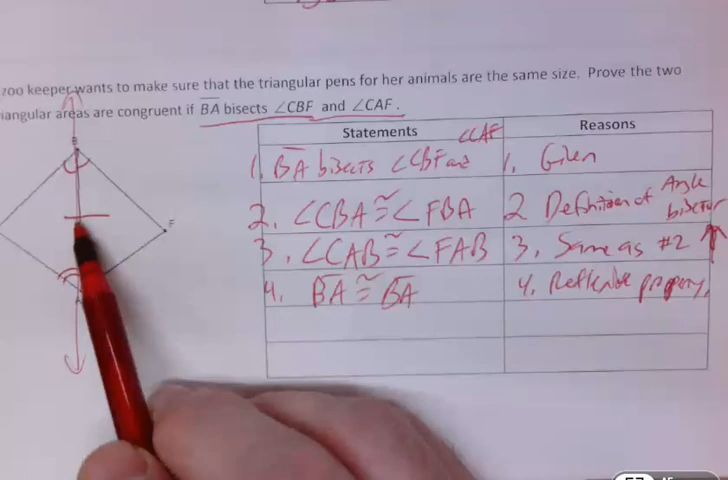 zoo keeper wants to make sure that the triangular pens for her animals are the same size. Prove the two
iangular areas are congruent if BA bisects ∠CBF and ∠CAF.
Statements
Reasons
1. BA bisects ∠CBF and ∠CAF
1. Given
2. ∠CBA ≅ ∠FBA
2 Definition of Angle bisector
3. ∠CAB ≅ ∠FAB
3. Same as #2 ↑
4. BA ≅ BA
4. Reflexive property.
B
F